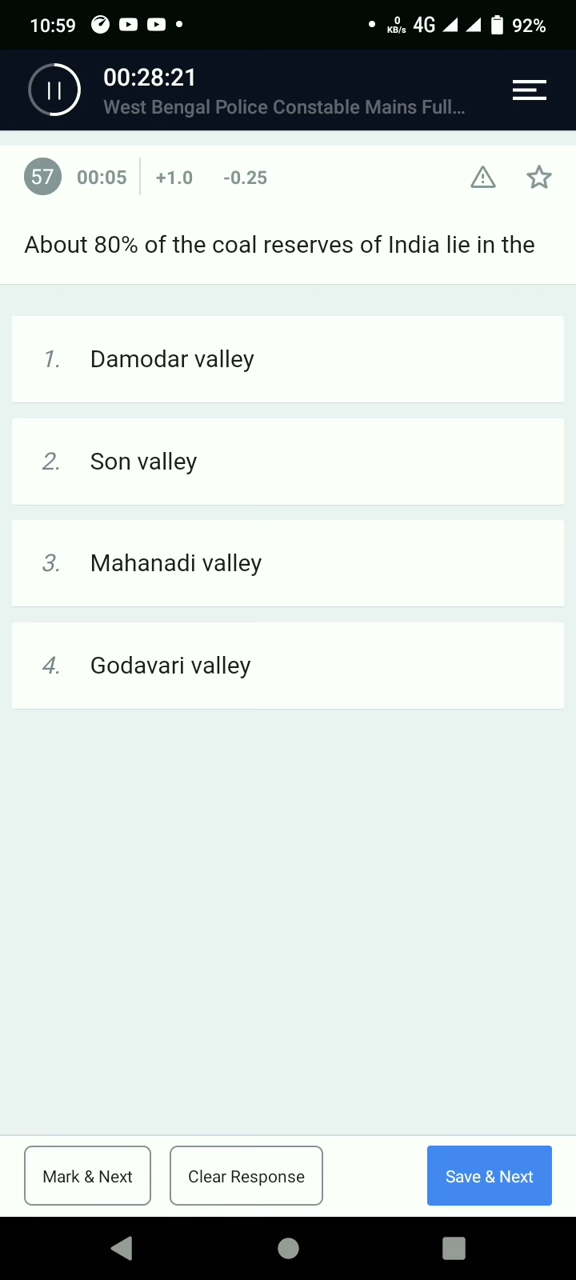 10:59
0 KB/s 4G 92%
00:28:21
West Bengal Police Constable Mains Full...
57 00:05 +1.0 -0.25
About 80% of the coal reserves of India lie in the
1. Damodar valley
2. Son valley
3. Mahanadi valley
4. Godavari valley
Mark & Next Clear Response Save & Next